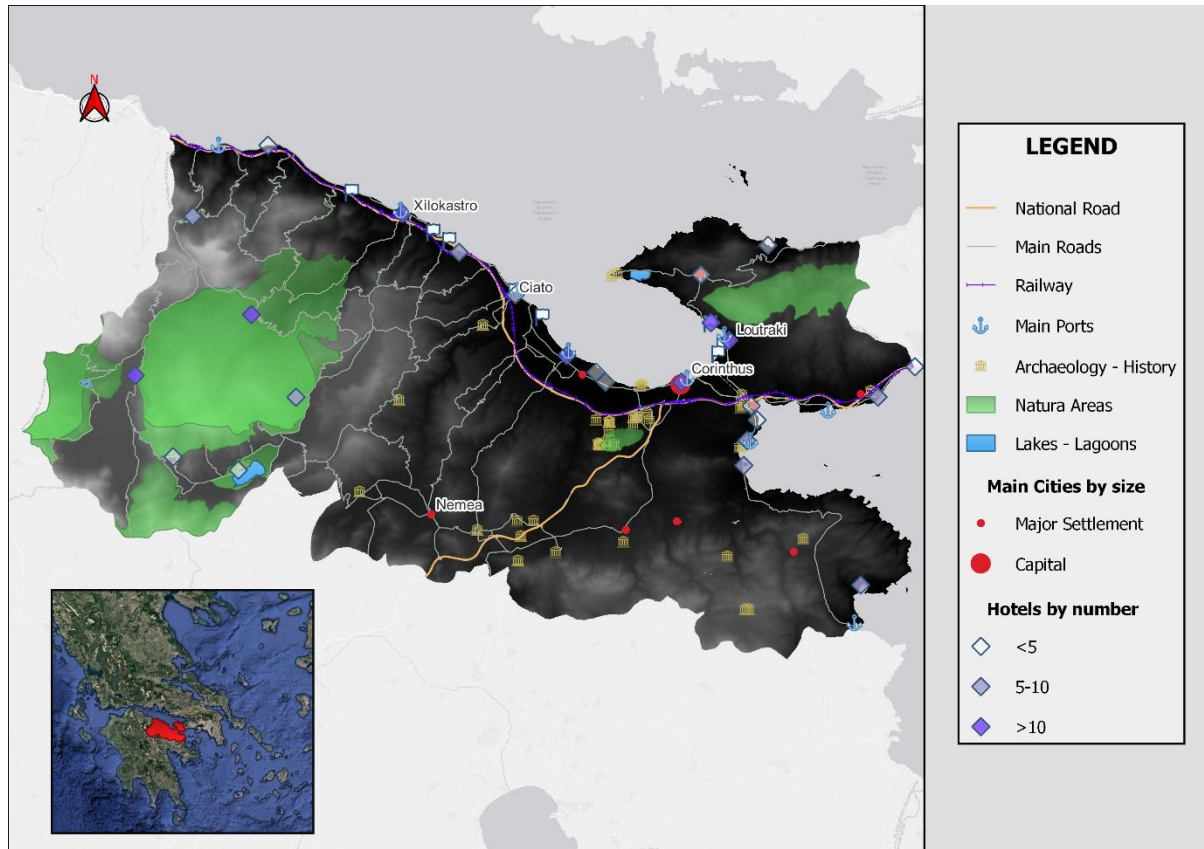 N
Xilokastro
Ciato
Loutraki
Corinthus
Nemea
LEGEND
National Road
Main Roads
Railway
Main Ports
Archaeology - History
Natura Areas
Lakes - Lagoons
Main Cities by size
Major Settlement
Capital
Hotels by number
<5
5-10
>10